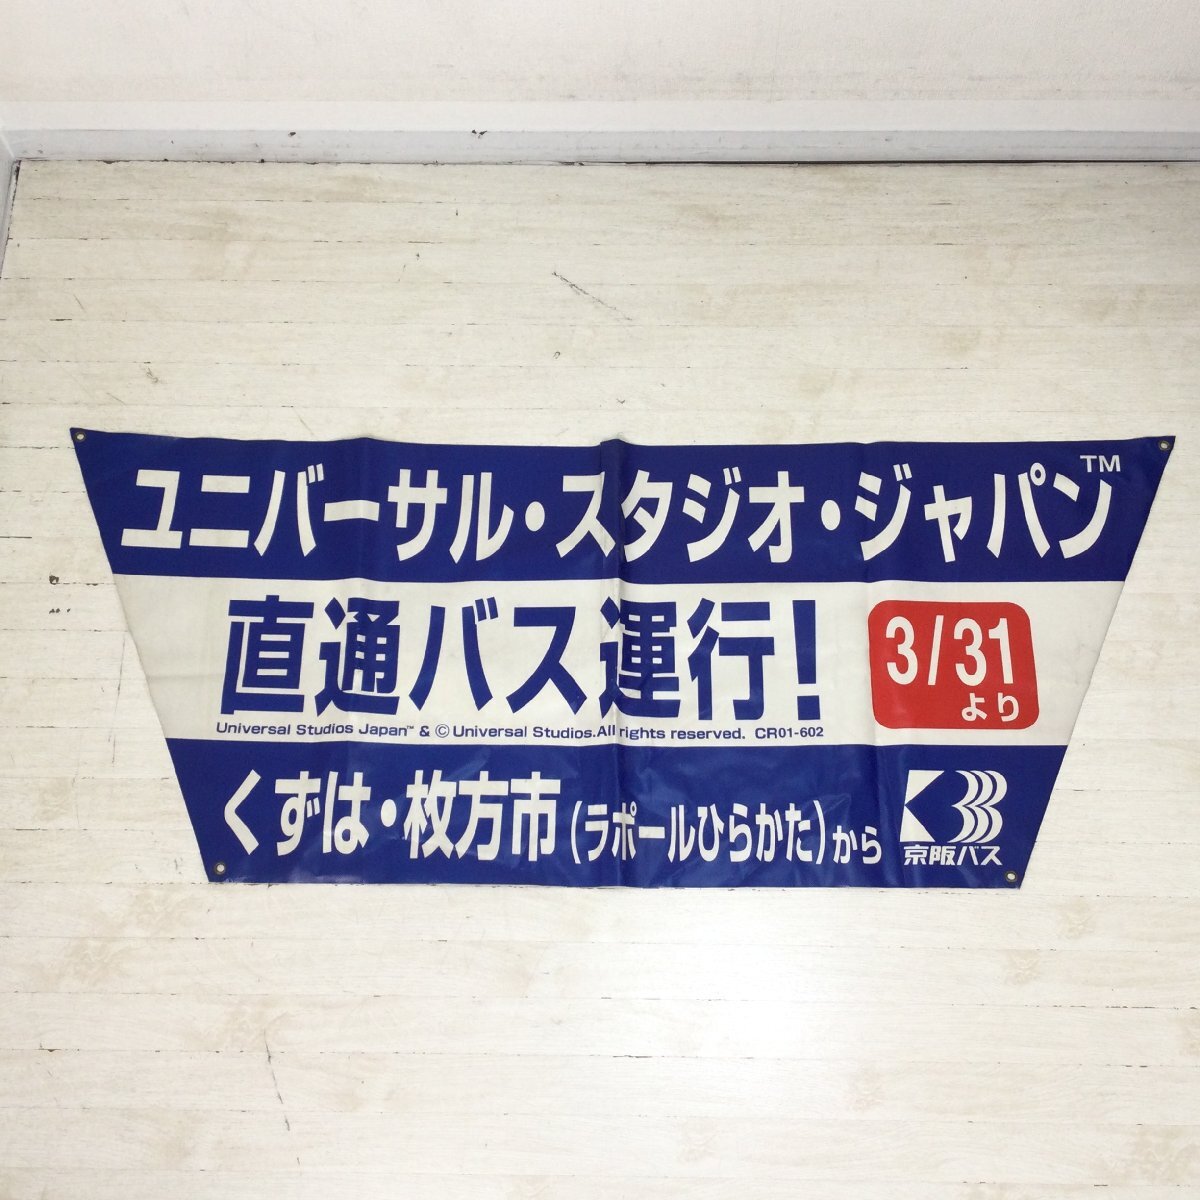 ユニバーサル・スタジオ・ジャパン™
直通バス運行!
3/31
より
Universal Studios Japan™ & © Universal Studios.All rights reserved. CR01-602
くずは・枚方市(ラポールひらかた)から
京阪バス